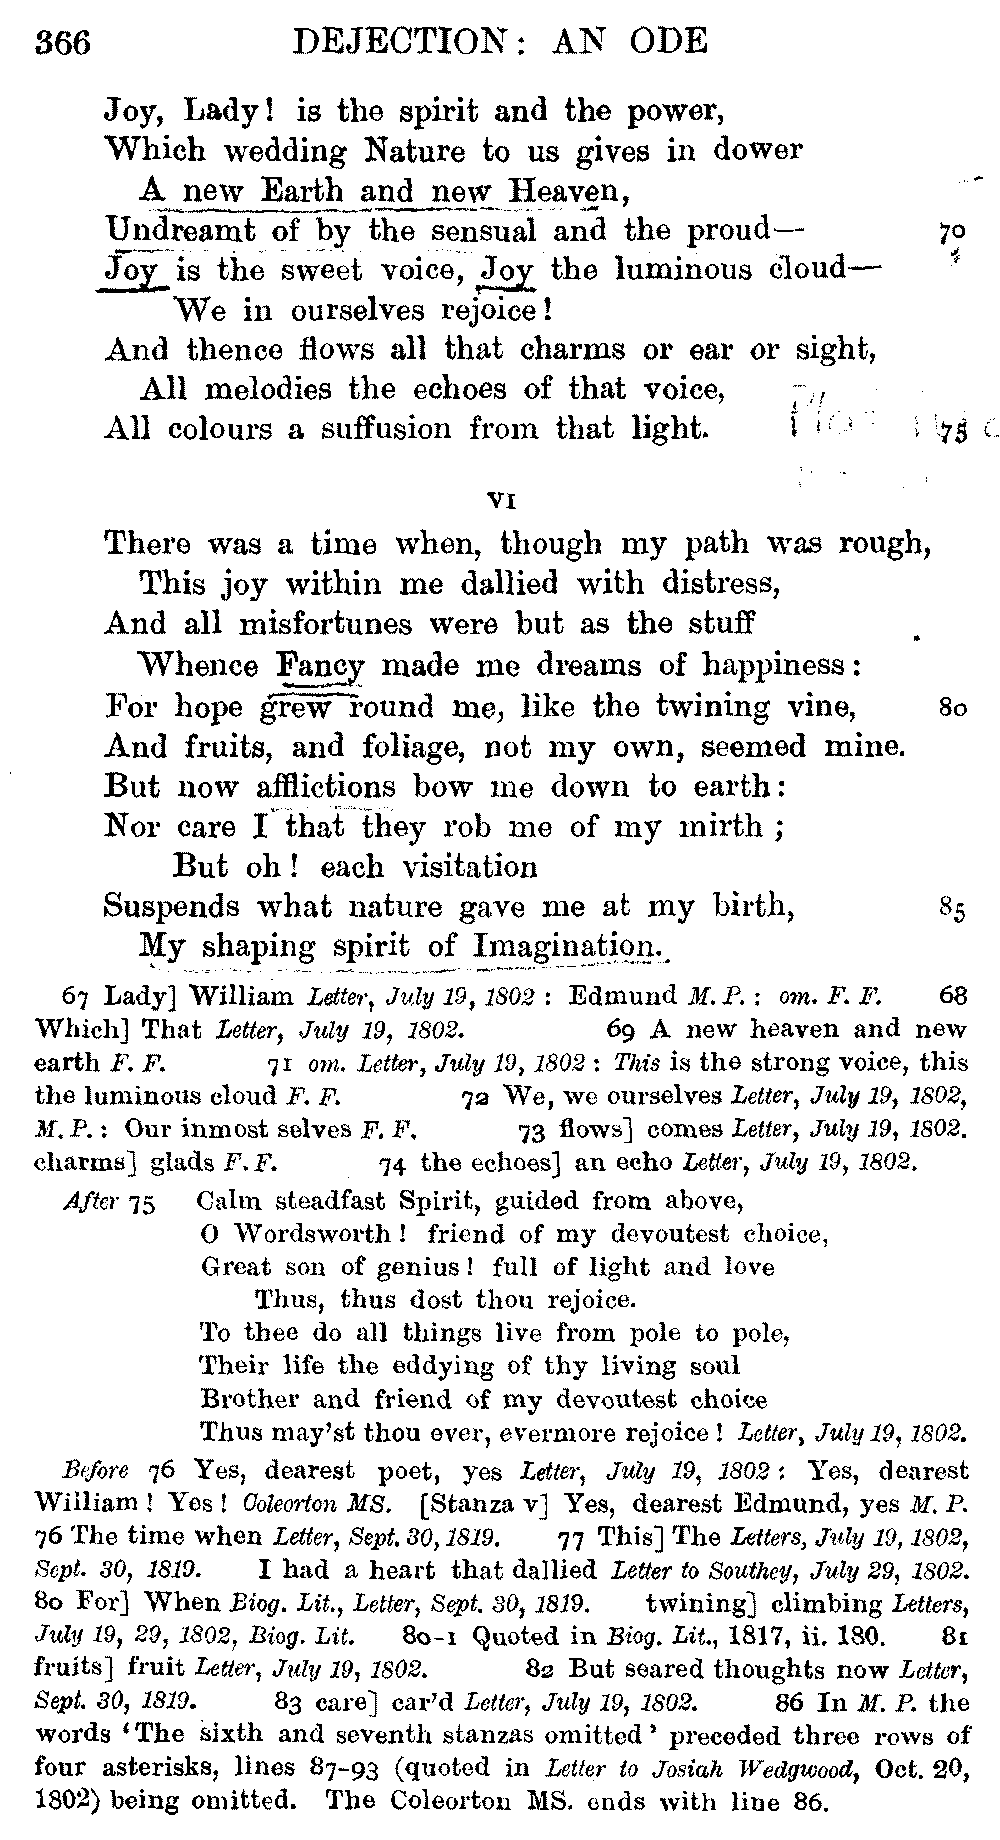 366 DEJECTION: AN ODE
Joy, Lady! is the spirit and the power,
Which wedding Nature to us gives in dower
A new Earth and new Heaven,
Undreamt of by the sensual and the proud— 70
Joy is the sweet voice, Joy the luminous cloud—
We in ourselves rejoice!
And thence flows all that charms or ear or sight,
All melodies the echoes of that voice,
All colours a suffusion from that light. 75
VI
There was a time when, though my path was rough,
This joy within me dallied with distress,
And all misfortunes were but as the stuff
Whence Fancy made me dreams of happiness:
For hope grew round me, like the twining vine, 80
And fruits, and foliage, not my own, seemed mine.
But now afflictions bow me down to earth:
Nor care I that they rob me of my mirth;
But oh! each visitation
Suspends what nature gave me at my birth, 85
My shaping spirit of Imagination.
67 Lady] William Letter, July 19, 1802: Edmund M. P.: om. F. F. 68
Which] That Letter, July 19, 1802. 69 A new heaven and new
earth F. F. 71 om. Letter, July 19, 1802: This is the strong voice, this
the luminous cloud F. F. 72 We, we ourselves Letter, July 19, 1802,
M. P.: Our inmost selves F. F. 73 flows] comes Letter, July 19, 1802.
charms] glads F. F. 74 the echoes] an echo Letter, July 19, 1802.
After 75 Calm steadfast Spirit, guided from above,
O Wordsworth! friend of my devoutest choice,
Great son of genius! full of light and love
Thus, thus dost thou rejoice.
To thee do all things live from pole to pole,
Their life the eddying of thy living soul
Brother and friend of my devoutest choice
Thus may'st thou ever, evermore rejoice! Letter, July 19, 1802.
Before 76 Yes, dearest poet, yes Letter, July 19, 1802: Yes, dearest
William! Yes! Coleorton MS. [Stanza v] Yes, dearest Edmund, yes M. P.
76 The time when Letter, Sept. 30, 1819. 77 This] The Letters, July 19, 1802,
Sept. 30, 1819. I had a heart that dallied Letter to Southey, July 29, 1802.
80 For] When Biog. Lit., Letter, Sept. 30, 1819. twining] climbing Letters,
July 19, 29, 1802, Biog. Lit. 80-1 Quoted in Biog. Lit., 1817, ii. 180. 81
fruits] fruit Letter, July 19, 1802. 82 But seared thoughts now Letter,
Sept. 30, 1819. 83 care] car'd Letter, July 19, 1802. 86 In M. P. the
words 'The sixth and seventh stanzas omitted' preceded three rows of
four asterisks, lines 87-93 (quoted in Letter to Josiah Wedgwood, Oct. 20,
1802) being omitted. The Coleorton MS. ends with line 86.